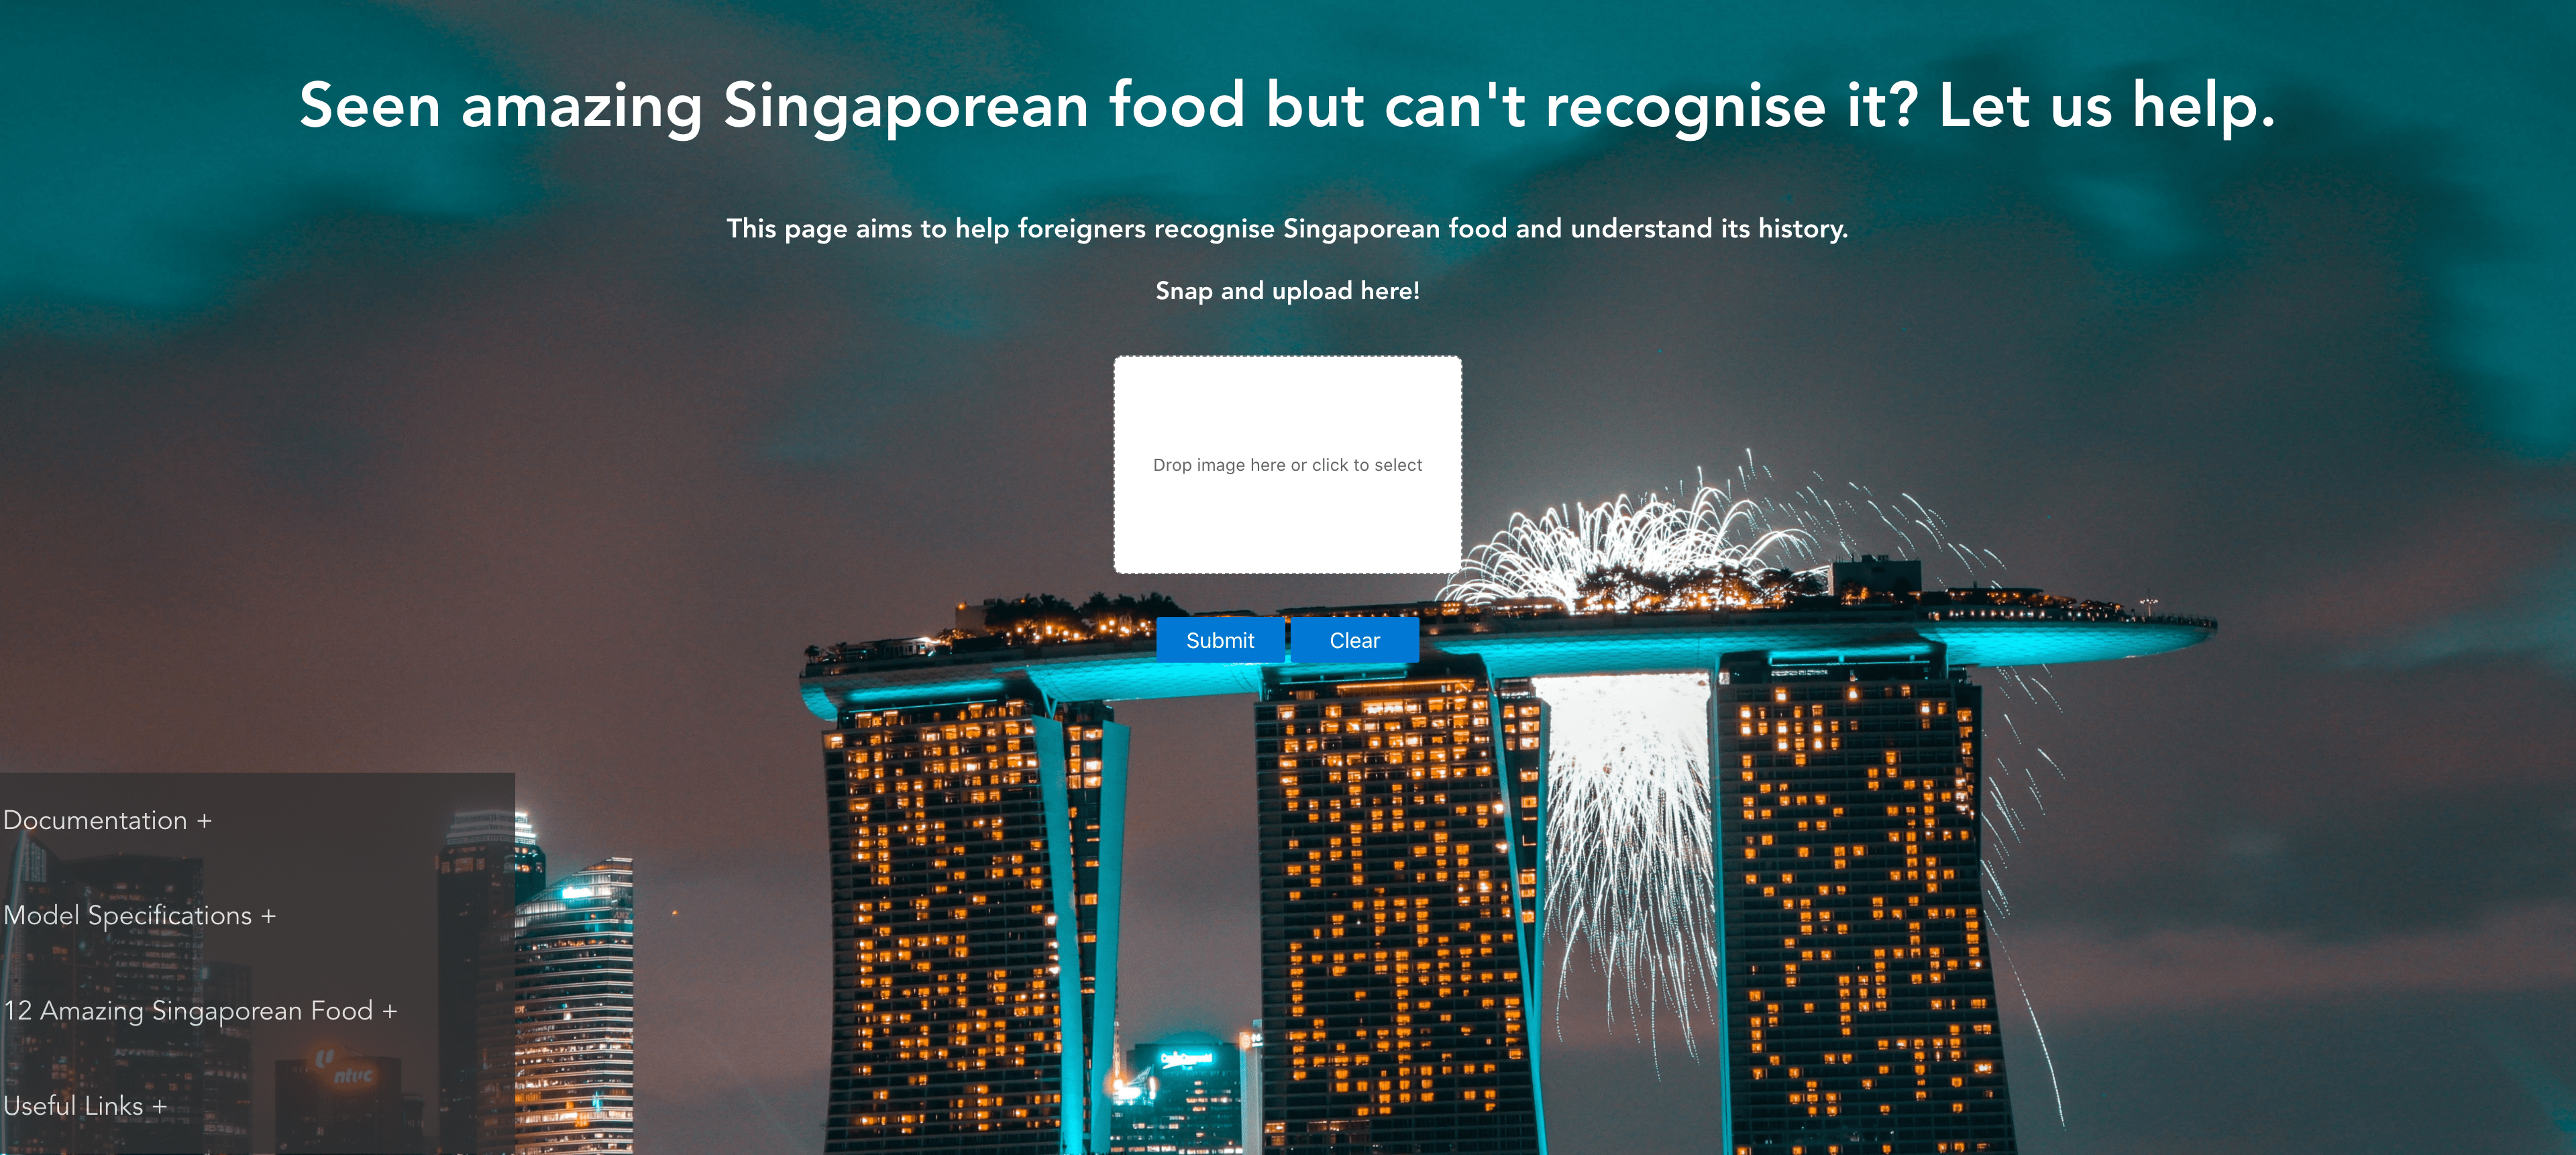 Seen amazing Singaporean food but can't recognise it? Let us help.
This page aims to help foreigners recognise Singaporean food and understand its history.
Snap and upload here!
Drop image here or click to select
Submit Clear
Documentation +
Model Specifications +
12 Amazing Singaporean Food +
U
ntuc
Useful Links +